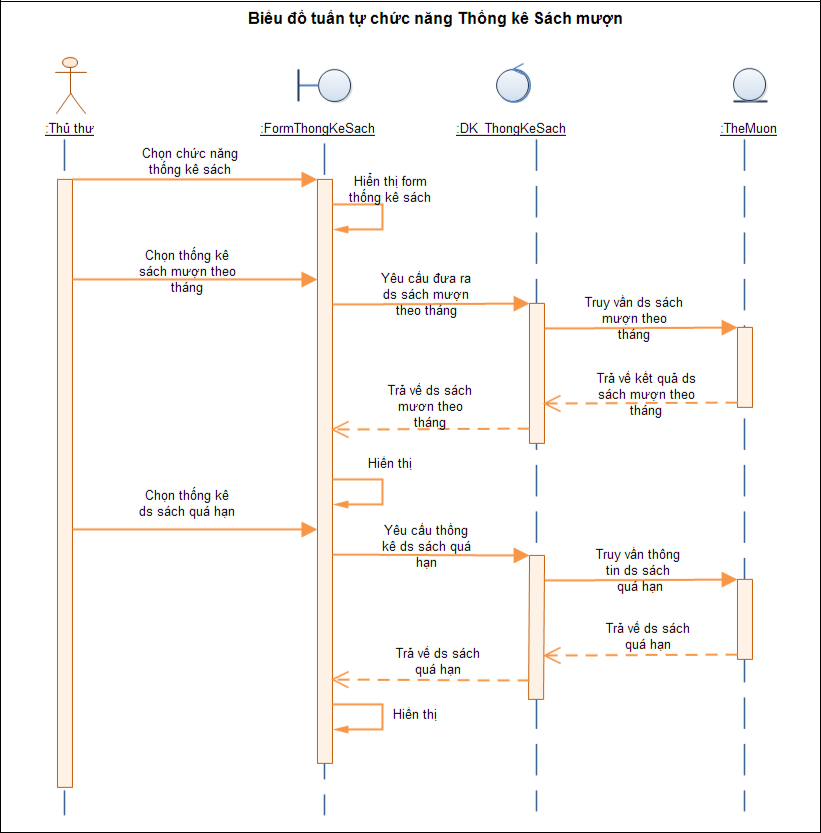 Biểu đồ tuần tự chức năng Thống kê Sách mượn
:Thủ thư
:FormThongKeSach
:DK_ThongKeSach
:TheMuon
Chọn chức năng
thống kê sách
Hiển thị form
thống kê sách
Chọn thống kê
sách mượn theo
tháng
Yêu cầu đưa ra
ds sách mượn
theo tháng
Truy vấn ds sách
mượn theo
tháng
Trả về kết quả ds
sách mượn theo
tháng
Trả về ds sách
mươn theo
tháng
Hiển thị
Chọn thống kê
ds sách quá hạn
Yêu cầu thống
kê ds sách quá
hạn
Truy vấn thông
tin ds sách
quá hạn
Trả về ds sách
quá hạn
Trả về ds sách
quá hạn
Hiển thị